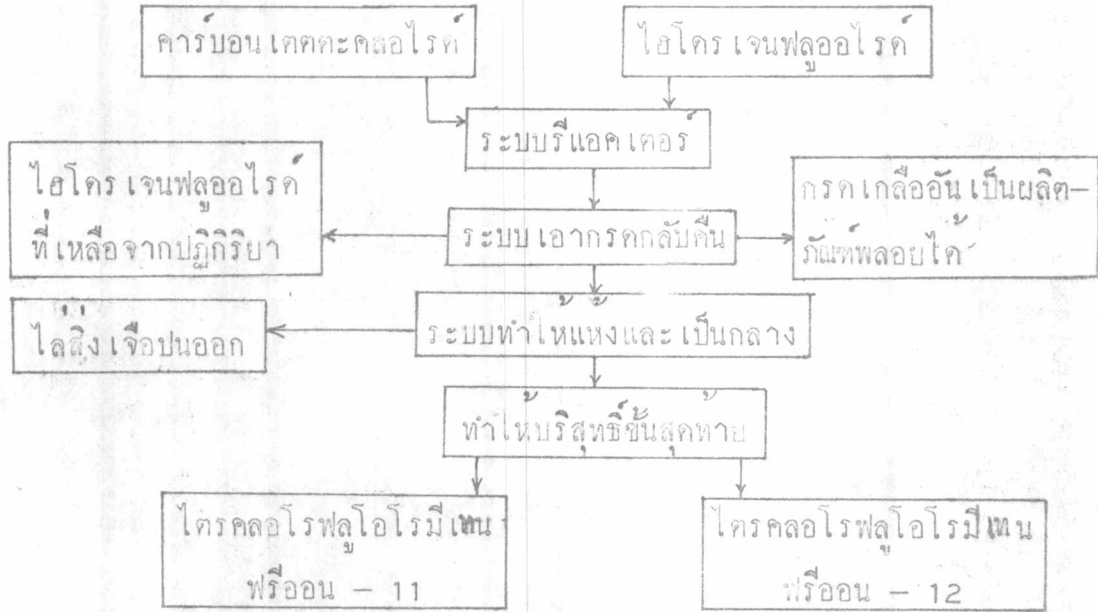 คาร์บอนเตตตะคลอไรด์
ไฮโดรเจนฟลูออไรด์
ระบบรีแอคเตอร์
ไฮโดรเจนฟลูออไรด์
ที่เหลือจากปฏิกิริยา
ระบบเอากรดกลับคืน
กรดเกลืออันเป็นผลิต-
ภัณฑ์พลอยได้
ไล่สิ่งเจือปนออก
ระบบทำให้แห้งและเป็นกลาง
ทำให้บริสุทธิ์ขั้นสุดท้าย
ไตรคลอโรฟลูโอโรมีเทน
ฟรีออน - 11
ไตรคลอโรฟลูโอโรมีเทน
ฟรีออน - 12